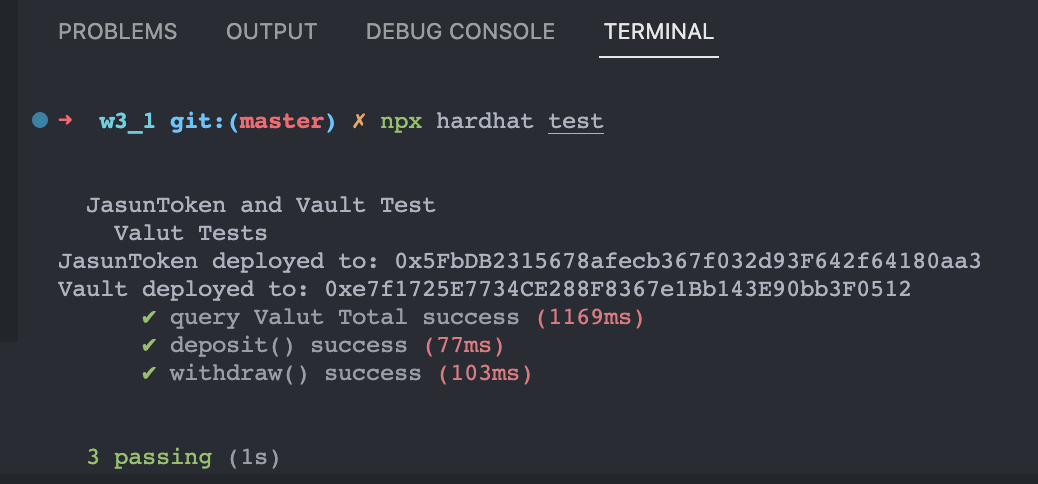 PROBLEMS OUTPUT DEBUG CONSOLE TERMINAL
➜ w3_1 git:(master) ✗ npx hardhat test
JasunToken and Vault Test
Valut Tests
JasunToken deployed to: 0x5FbDB2315678afecb367f032d93F642f64180aa3
Vault deployed to: 0xe7f1725E7734CE288F8367e1Bb143E90bb3F0512
✔ query Valut Total success (1169ms)
✔ deposit() success (77ms)
✔ withdraw() success (103ms)
3 passing (1s)